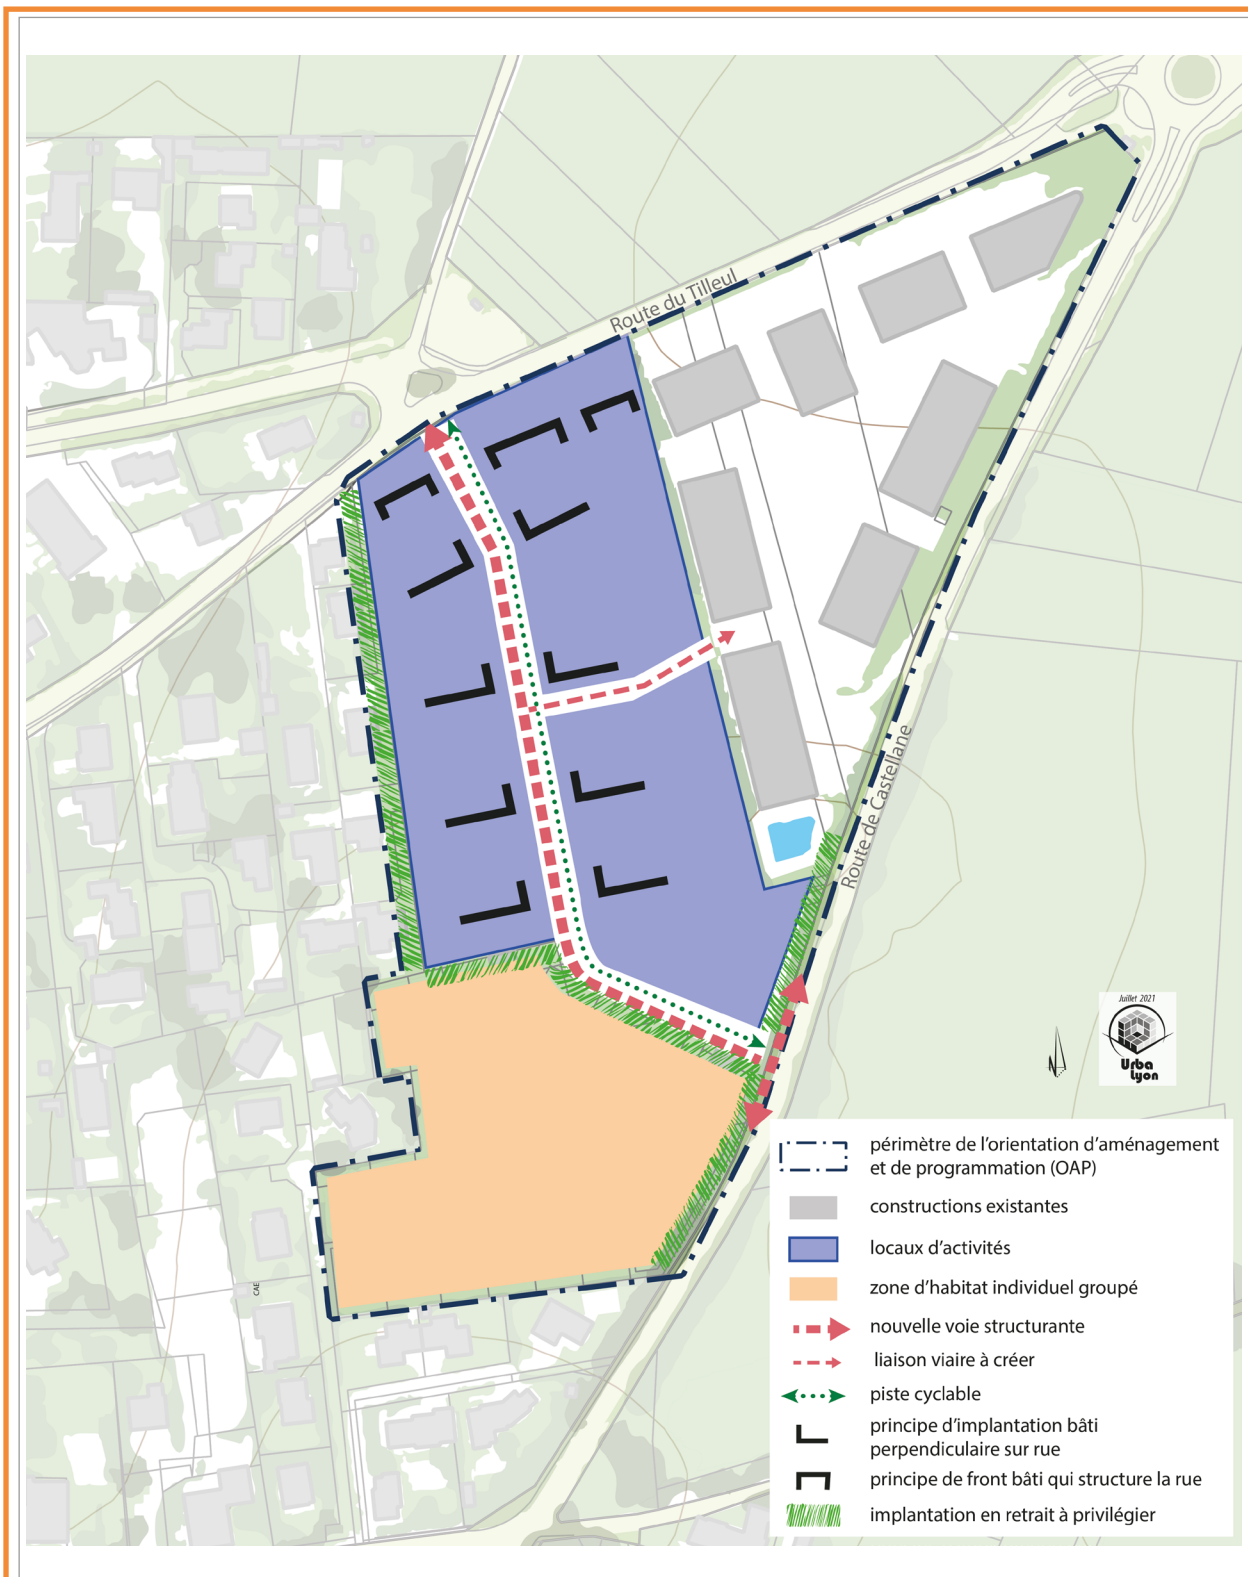 Route du Tilleul
Route de Castellane
CAE
Juillet 2021
Urba
Lyon
périmètre de l'orientation d'aménagement
et de programmation (OAP)
constructions existantes
locaux d'activités
zone d'habitat individuel groupé
nouvelle voie structurante
liaison viaire à créer
piste cyclable
principe d'implantation bâti
perpendiculaire sur rue
principe de front bâti qui structure la rue
implantation en retrait à privilégier